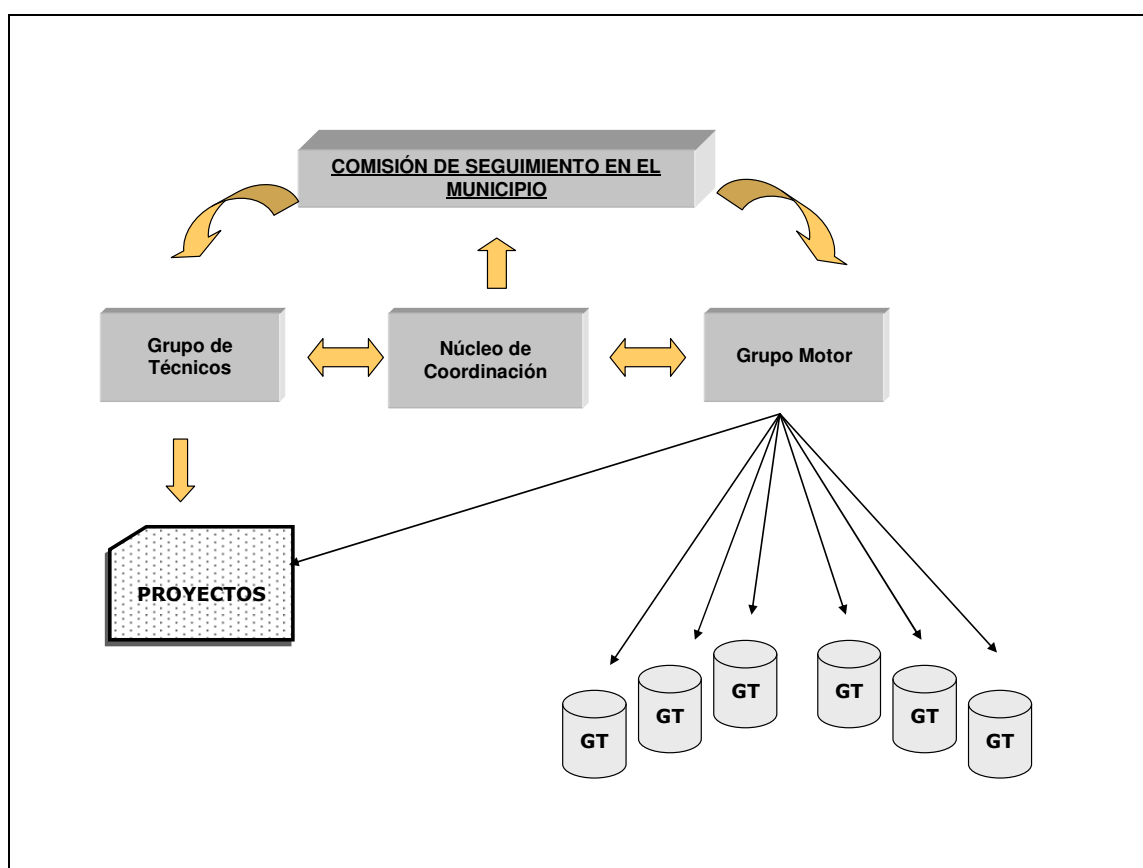 COMISIÓN DE SEGUIMIENTO EN EL
MUNICIPIO
Grupo de
Técnicos
Núcleo de
Coordinación
Grupo Motor
PROYECTOS
GT
GT
GT
GT
GT
GT